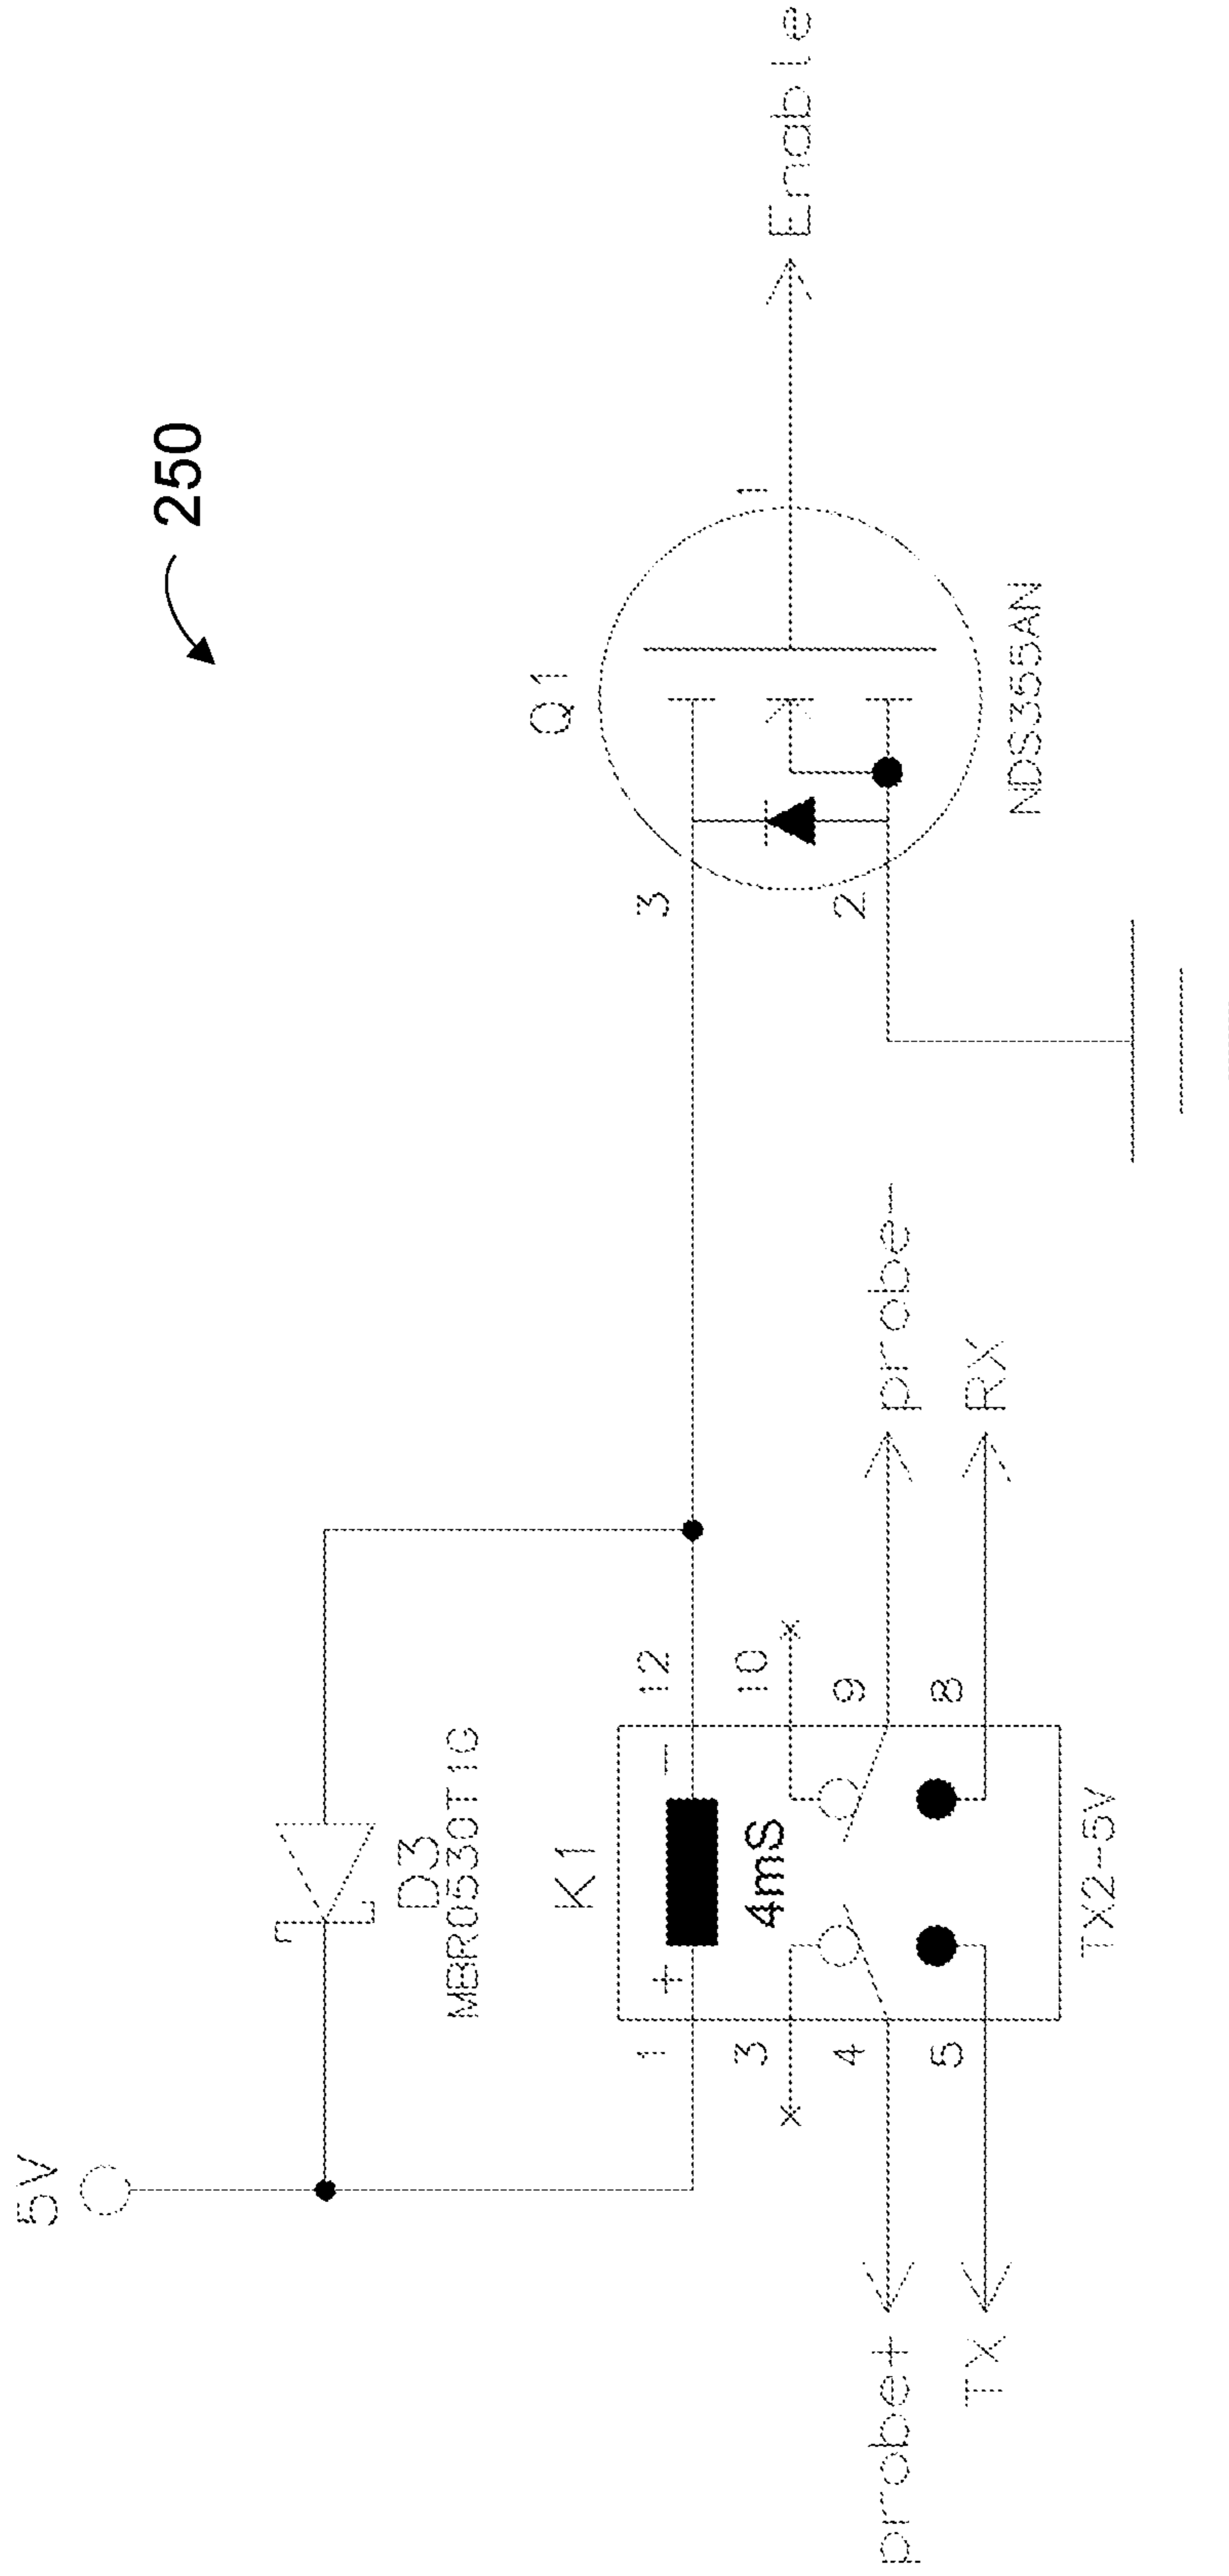 250
5V
D3
MBR0530T1G
K1
+
−
1
12
4mS
3
10
4
9
5
8
TX2-5V
probe+
TX
probe-
RX
Q1
3
2
1
NDS355AN
Enable